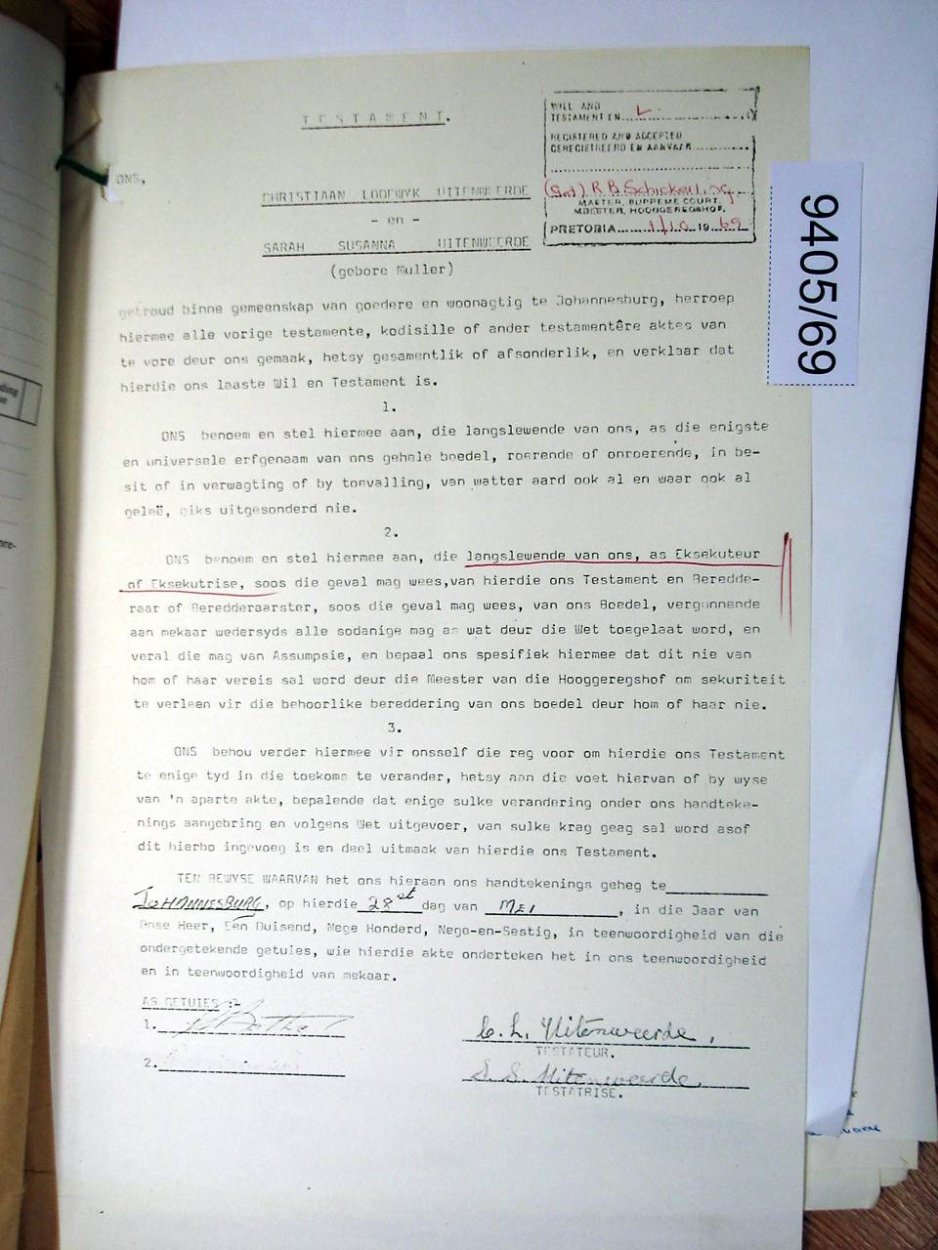 TESTAMENT.
WILL AND
TESTAMENT EN
REGISTERED AND ACCEPTED
GEREGISTREERD EN AANVAAR
(Sgd) R B Schickerling
MASTER, SUPREME COURT,
MEESTER, HOOGGEREGSHOF,
PRETORIA......1/10 19 69
9405/69
ONS,
CHRISTIAAN LODEWYK UITENWEERDE
- en -
SARAH SUSANNA UITENWEERDE
(gebore Muller)
getroud binne gemeenskap van goedere en woonagtig te Johannesburg, herroep
hiermee alle vorige testamente, kodisille of ander testamentêre aktes van
te vore deur ons gemaak, hetsy gesamentlik of afsonderlik, en verklaar dat
hierdie ons laaste Wil en Testament is.
1.
ONS benoem en stel hiermee aan, die langslewende van ons, as die enigste
en universele erfgenaam van ons gehele boedel, roerende of onroerende, in be-
sit of in verwagting of by toevalling, van watter aard ook al en waar ook al
geleë, niks uitgesonderd nie.
2.
ONS benoem en stel hiermee aan, die langslewende van ons, as Eksekuteur
of Eksekutrise, soos die geval mag wees,van hierdie ons Testament en Beredde-
raar of Beredderaarster, soos die geval mag wees, van ons Boedel, vergunnende
aan mekaar wedersyds alle sodanige mag as wat deur die Wet toegelaat word, en
veral die mag van Assumpsie, en bepaal ons spesifiek hiermee dat dit nie van
hom of haar vereis sal word deur die Meester van die Hooggeregshof om sekuriteit
te verleen vir die behoorlike bereddering van ons boedel deur hom of haar nie.
3.
ONS behou verder hiermee vir onsself die reg voor om hierdie ons Testament
te enige tyd in die toekoms te verander, hetsy aan die voet hiervan of by wyse
van 'n aparte akte, bepalende dat enige sulke verandering onder ons handteke-
nings aangebring en volgens Wet uitgevoer, van sulke krag geag sal word asof
dit hierbo ingevoeg is en deel uitmaak van hierdie ons Testament.
TEN BEWYSE WAARVAN het ons hieraan ons handtekenings geheg te
JOHANNESBURG, op hierdie 28st dag van MEI, in die Jaar van
Onse Heer, Een Duisend, Nege Honderd, Nege-en-Sestig, in teenwoordigheid van die
ondergetekende getuies, wie hierdie akte onderteken het in ons teenwoordigheid
en in teenwoordigheid van mekaar.
AS GETUIES :-
1. Botha
C. L. Uitenweerde,
TESTATEUR.
2.
S. S. Uitenweerde.
TESTATRISE.